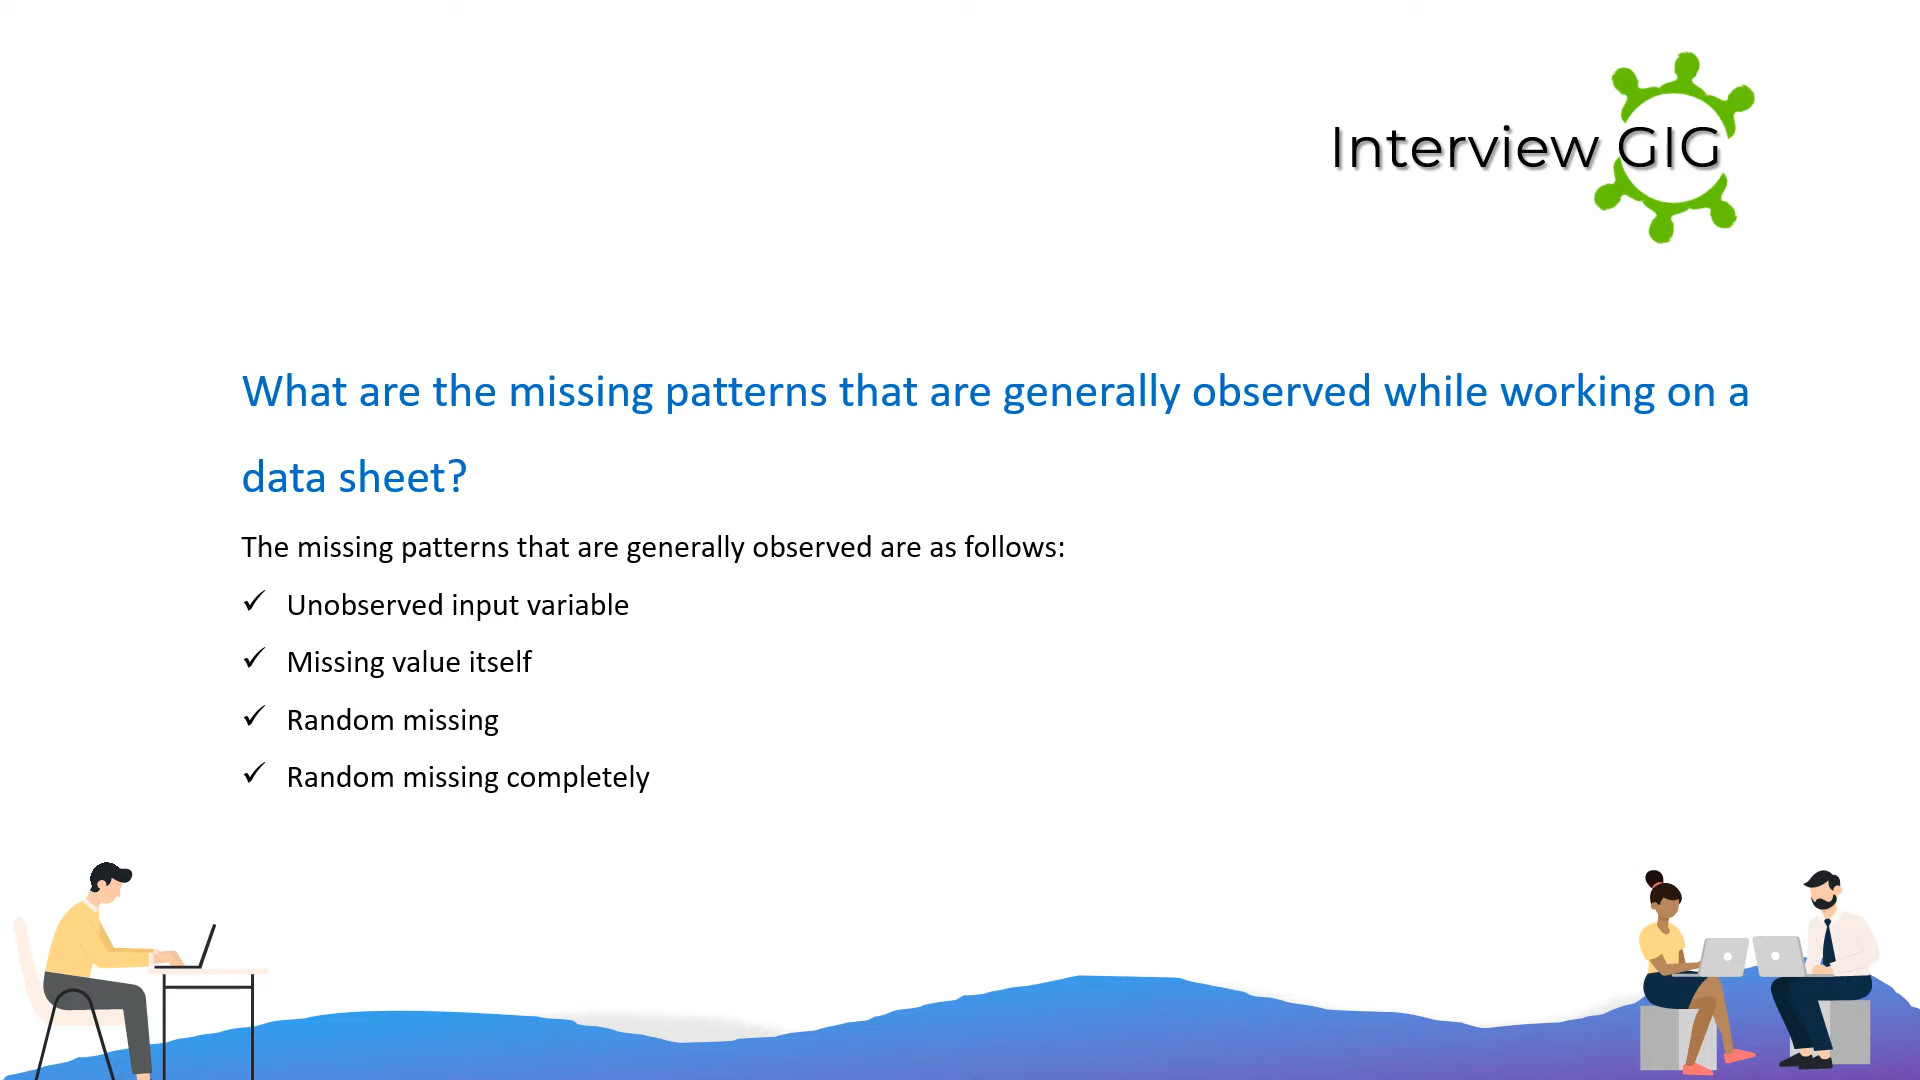 Interview GIG
What are the missing patterns that are generally observed while working on a
data sheet?
The missing patterns that are generally observed are as follows:
✓ Unobserved input variable
✓ Missing value itself
✓ Random missing
✓ Random missing completely